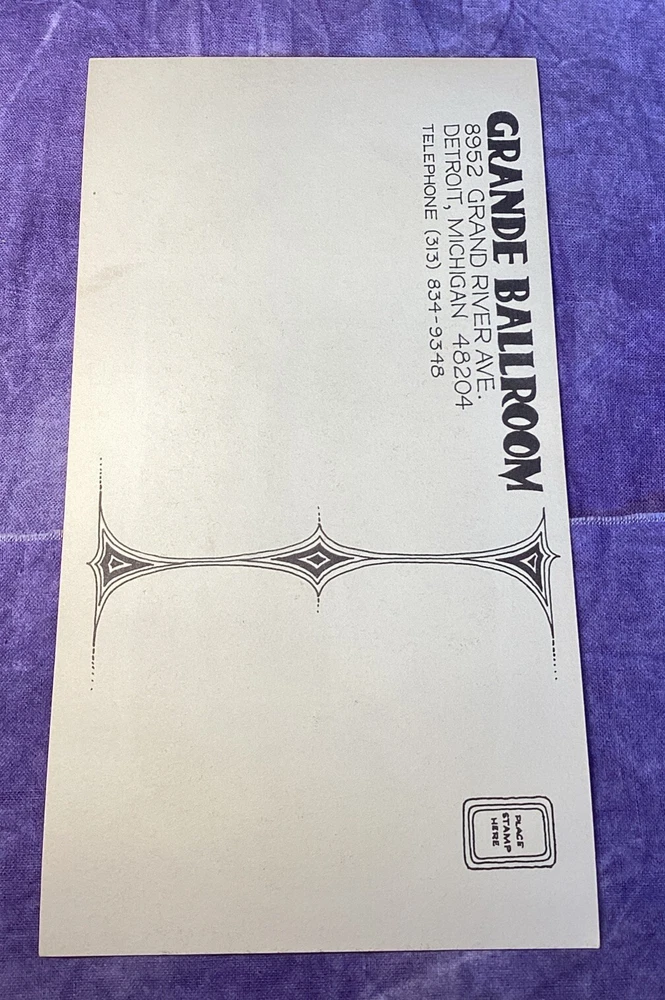 GRANDE BALLROOM
8952 GRAND RIVER AVE.
DETROIT, MICHIGAN 48204
TELEPHONE (313) 834-9348
PLACE
STAMP
HERE